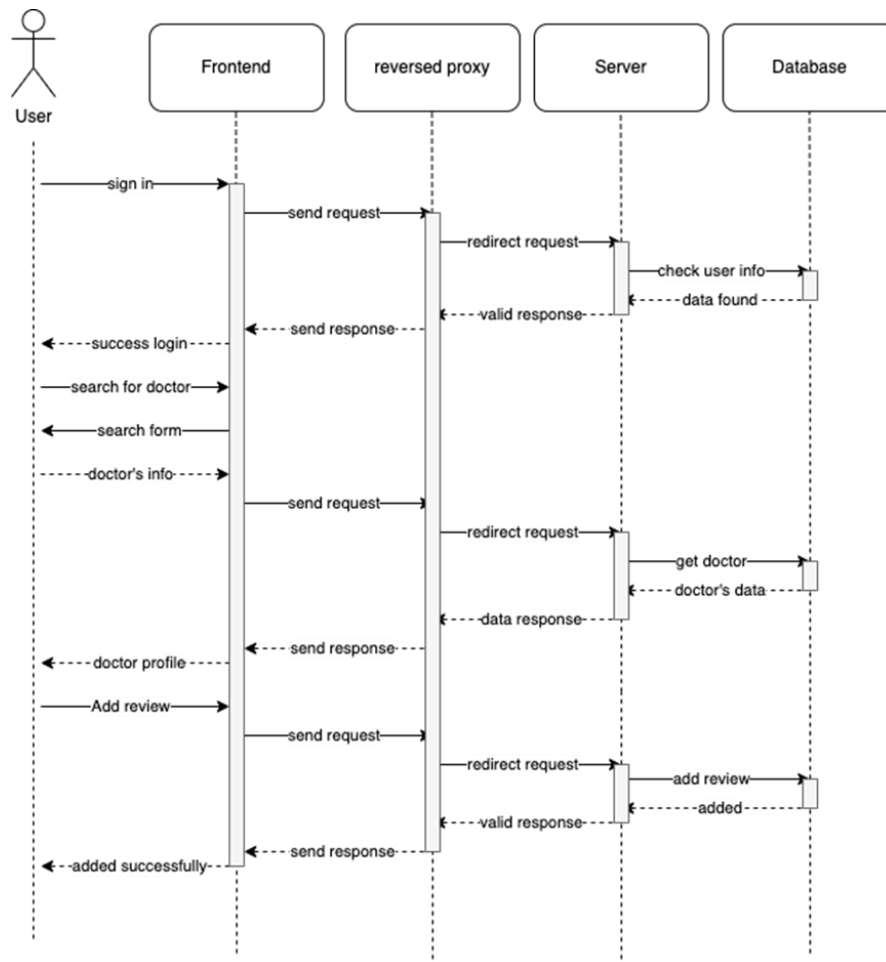 User
Frontend
reversed proxy
Server
Database
sign in
send request
redirect request
check user info
data found
valid response
send response
success login
search for doctor
search form
doctor's info
send request
redirect request
get doctor
doctor's data
data response
send response
doctor profile
Add review
send request
redirect request
add review
added
valid response
send response
added successfully